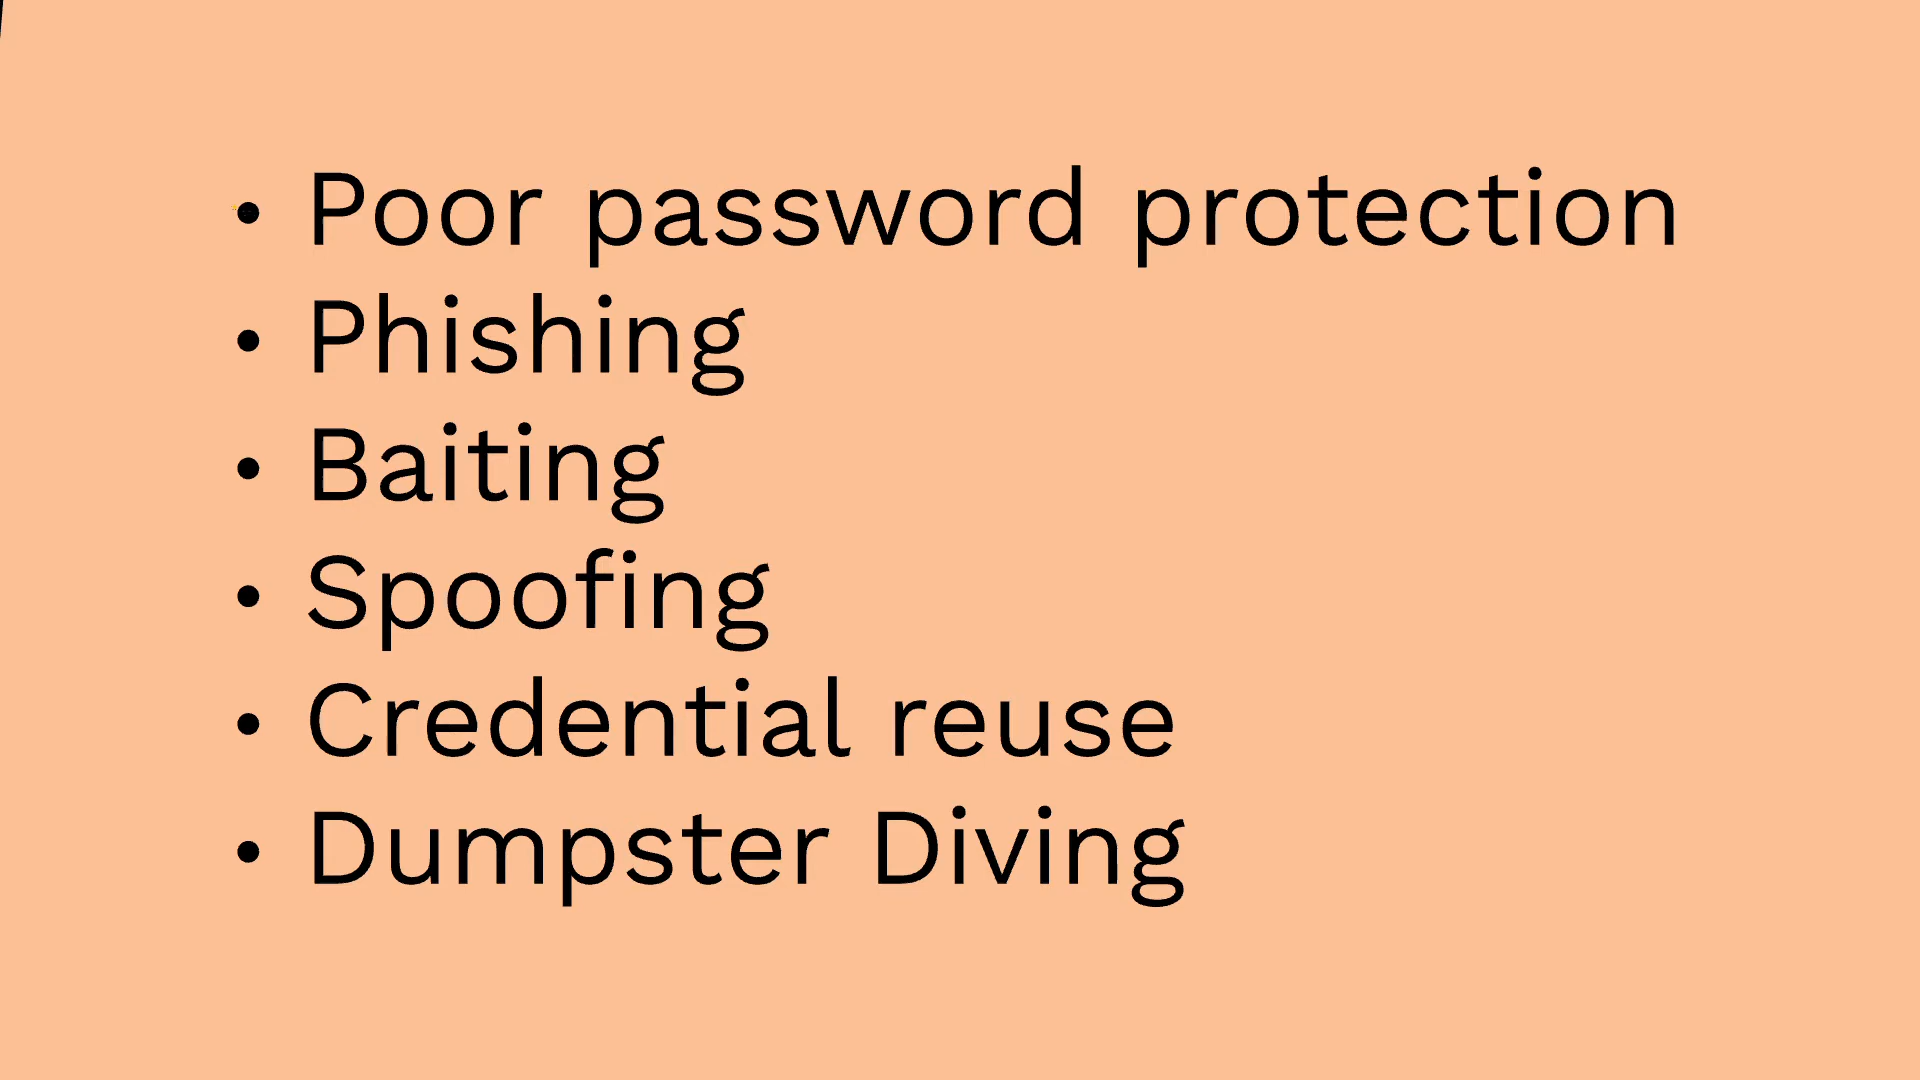 • Poor password protection
• Phishing
• Baiting
• Spoofing
• Credential reuse
• Dumpster Diving